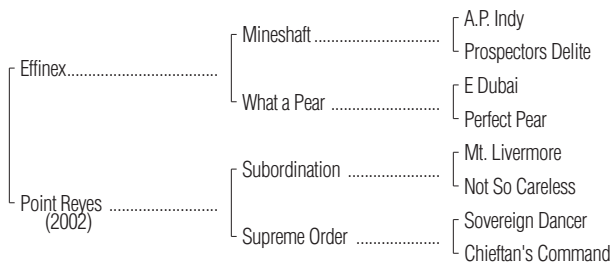 A.P. Indy
Mineshaft
Prospectors Delite
Effinex
E Dubai
What a Pear
Perfect Pear
Mt. Livermore
Subordination
Not So Careless
Point Reyes
(2002)
Sovereign Dancer
Supreme Order
Chieftan's Command